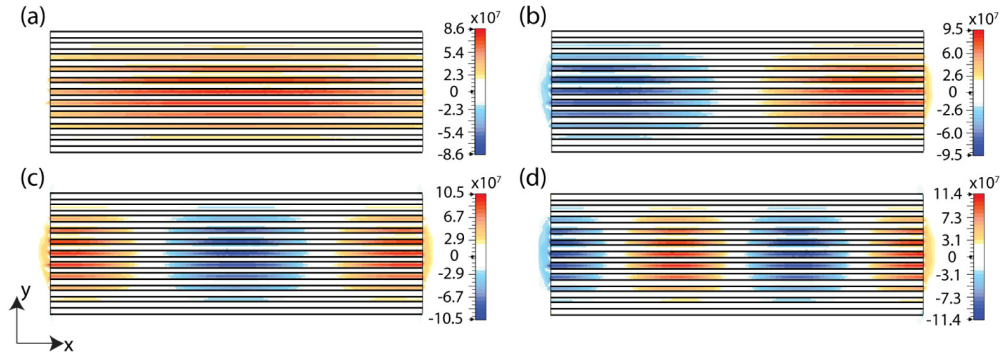 (a)
x10⁷
8.6
5.4
2.3
0
-2.3
-5.4
-8.6
(b)
x10⁷
9.5
6.0
2.6
0
-2.6
-6.0
-9.5
(c)
x10⁷
10.5
6.7
2.9
0
-2.9
-6.7
-10.5
(d)
x10⁷
11.4
7.3
3.1
0
-3.1
-7.3
-11.4
y
x